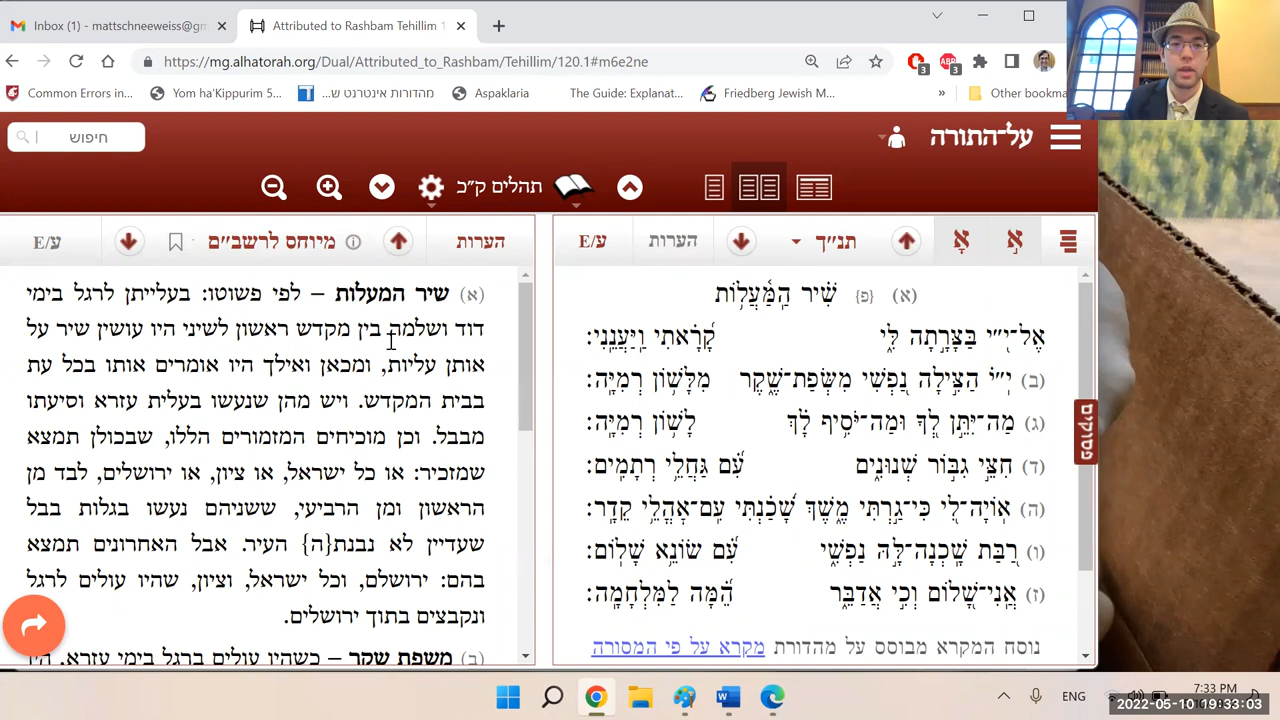 Inbox (1) - mattschneeweiss@gm
Attributed to Rashbam Tehillim 1
https://mg.alhatorah.org/Dual/Attributed_to_Rashbam/Tehillim/120.1#m6e2ne
3
ABP
3
Common Errors in...
Yom ha'Kippurim 5...
מהדורות אינטרנט ש...
Aspaklaria
The Guide: Explanat...
Friedberg Jewish M...
»
Other bookma
חיפוש
על־התורה
תהלים ק״כ
תנ״ך
הערות
ע/E
(א) {פ} שִׁ֗יר הַֽמַּ֫עֲל֥וֹת
אֶל־יְ֭״י בַּצָּרָ֣תָה לִּ֑י קָ֝רָ֗אתִי וַֽיַּעֲנֵֽנִי׃
(ב) יְֽ״יֹ֗ הַצִּ֣ילָה נַ֭פְשִׁי מִשְּׂפַת־שֶׁ֑קֶר מִלָּשׁ֥וֹן רְמִיָּֽה׃
(ג) מַה־יִּתֵּ֣ן לְ֭ךָ וּמַה־יֹּסִ֥יף לָ֗ךְ לָשׁ֥וֹן רְמִיָּֽה׃
(ד) חִצֵּ֣י גִבּ֣וֹר שְׁנוּנִ֑ים עִ֝֗ם גַּחֲלֵ֥י רְתָמִֽים׃
(ה) אֽוֹיָה־לִ֭י כִּי־גַ֣רְתִּי מֶ֑שֶׁךְ שָׁ֝כַ֗נְתִּי עִֽם־אׇהֳלֵ֥י קֵדָֽר׃
(ו) רַ֭בַּת שָֽׁכְנָה־לָּ֣הּ נַפְשִׁ֑י עִ֝֗ם שׂוֹנֵ֥א שָׁלֽוֹם׃
(ז) אֲֽנִי־שָׁ֭לוֹם וְכִ֣י אֲדַבֵּ֑ר הֵ֝֗מָּה לַמִּלְחָמָֽה׃
נוסח המקרא מבוסס על מהדורת מקרא על פי המסורה
פסוקים
הערות
מיוחס לרשב״ם
ע/E
(א) שיר המעלות – לפי פשוטו: בעלייתן לרגל בימי
דוד ושלמה בין מקדש ראשון לשיני היו עושין שיר על
אותן עליות, ומכאן ואילך היו אומרים אותו בכל עת
בבית המקדש. ויש מהן שנעשו בעלית עזרא וסיעתו
מבבל. וכן מוכיחים המזמורים הללו, שבכולן תמצא
שמזכיר: או כל ישראל, או ציון, או ירושלים, לבד מן
הראשון ומן הרביעי, ששניהם נעשו בגלות בבל
שעדיין לא נבנת{ה} העיר. אבל האחרונים תמצא
בהם: ירושלם, וכל ישראל, וציון, שהיו עולים לרגל
ונקבצים בתוך ירושלים.
(ב) משפת שקר – כשהיו עולים ברגל בימי עזרא, היו
ENG
7:33 PM
2022-05-10 19:33:03